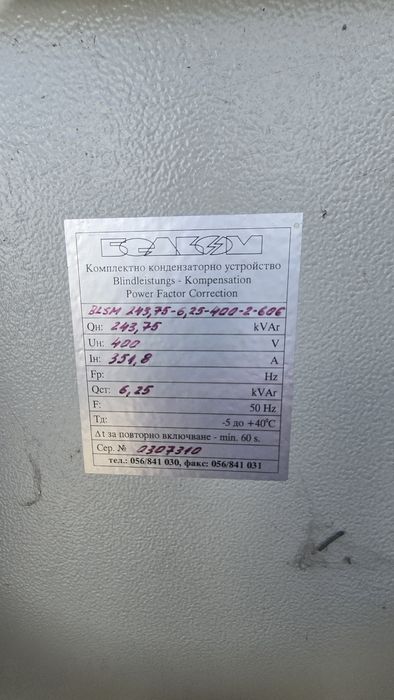 Комплектно кондензаторно устройство
Blindleistungs - Kompensation
Power Factor Correction
BLSM 243,75-6,25-400-2-606
Qн: 243,75 kVAr
Uн: 400 V
Iн: 351,8 A
Fp: Hz
Qст: 6,25 kVAr
F: 50 Hz
Тд: -5 до +40°C
Δt за повторно включване - min. 60 s.
Сер. № 0307310
тел.: 056/841 030, факс: 056/841 031